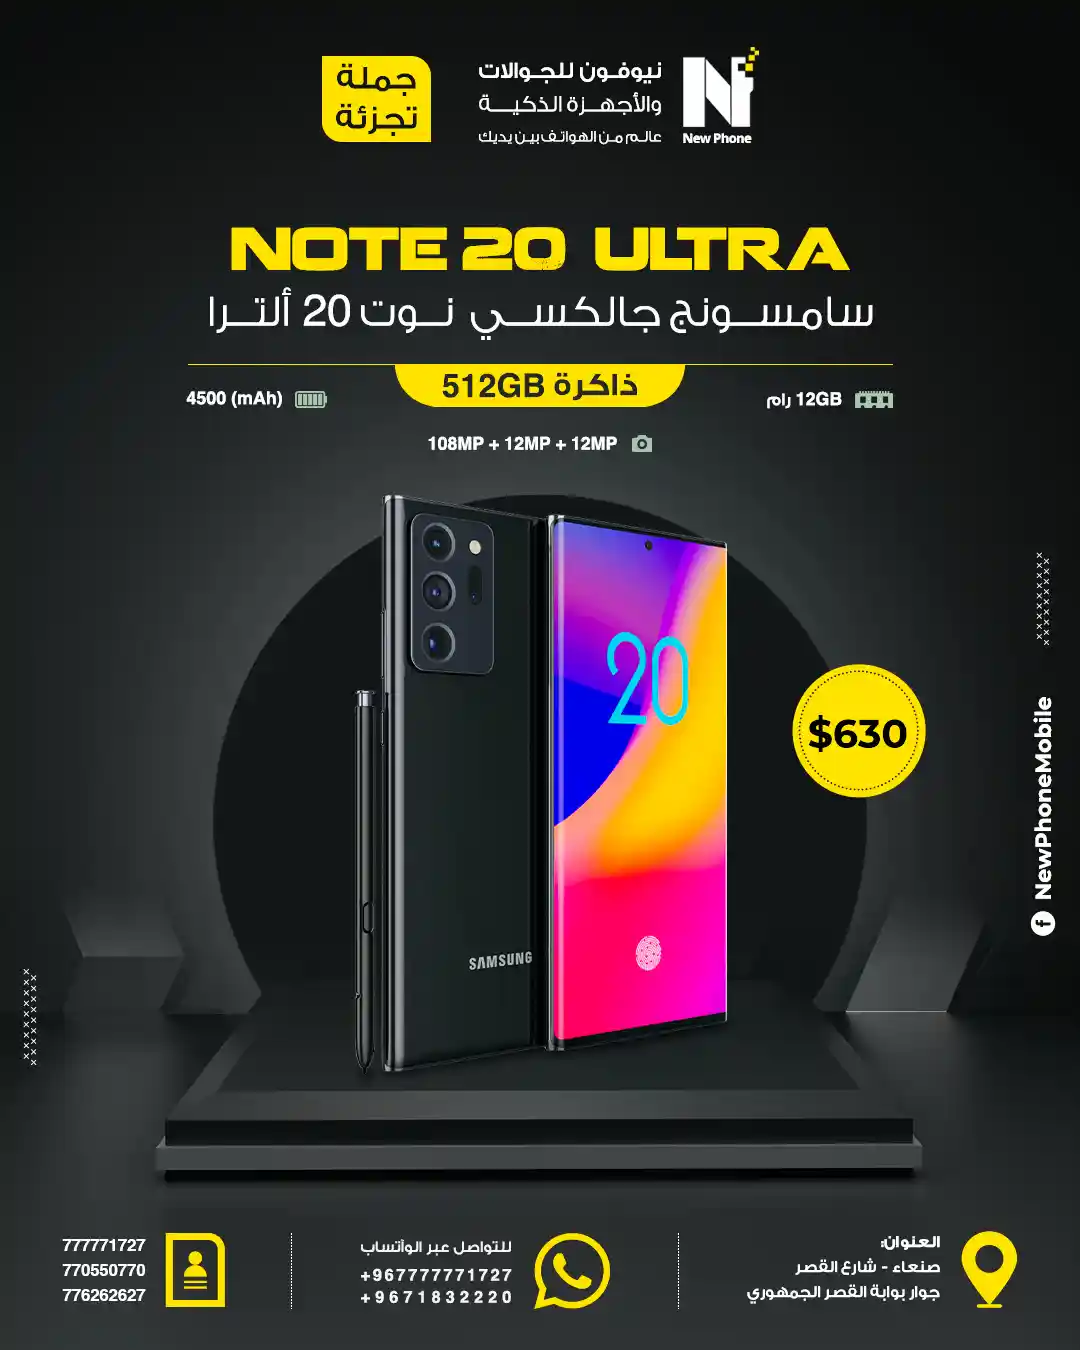 نيوفون للجوالات
والأجهزة الذكية
عالم من الهواتف بين يديك
New Phone
جملة
تجزئة
NOTE 20 ULTRA
سامسونج جالكسي نوت 20 ألترا
ذاكرة 512GB
12GB رام
4500 (mAh)
108MP + 12MP + 12MP
20
SAMSUNG
$630
NewPhoneMobile
العنوان:
صنعاء - شارع القصر
جوار بوابة القصر الجمهوري
للتواصل عبر الواتساب
+967777771727
+9671832220
777771727
770550770
776262627